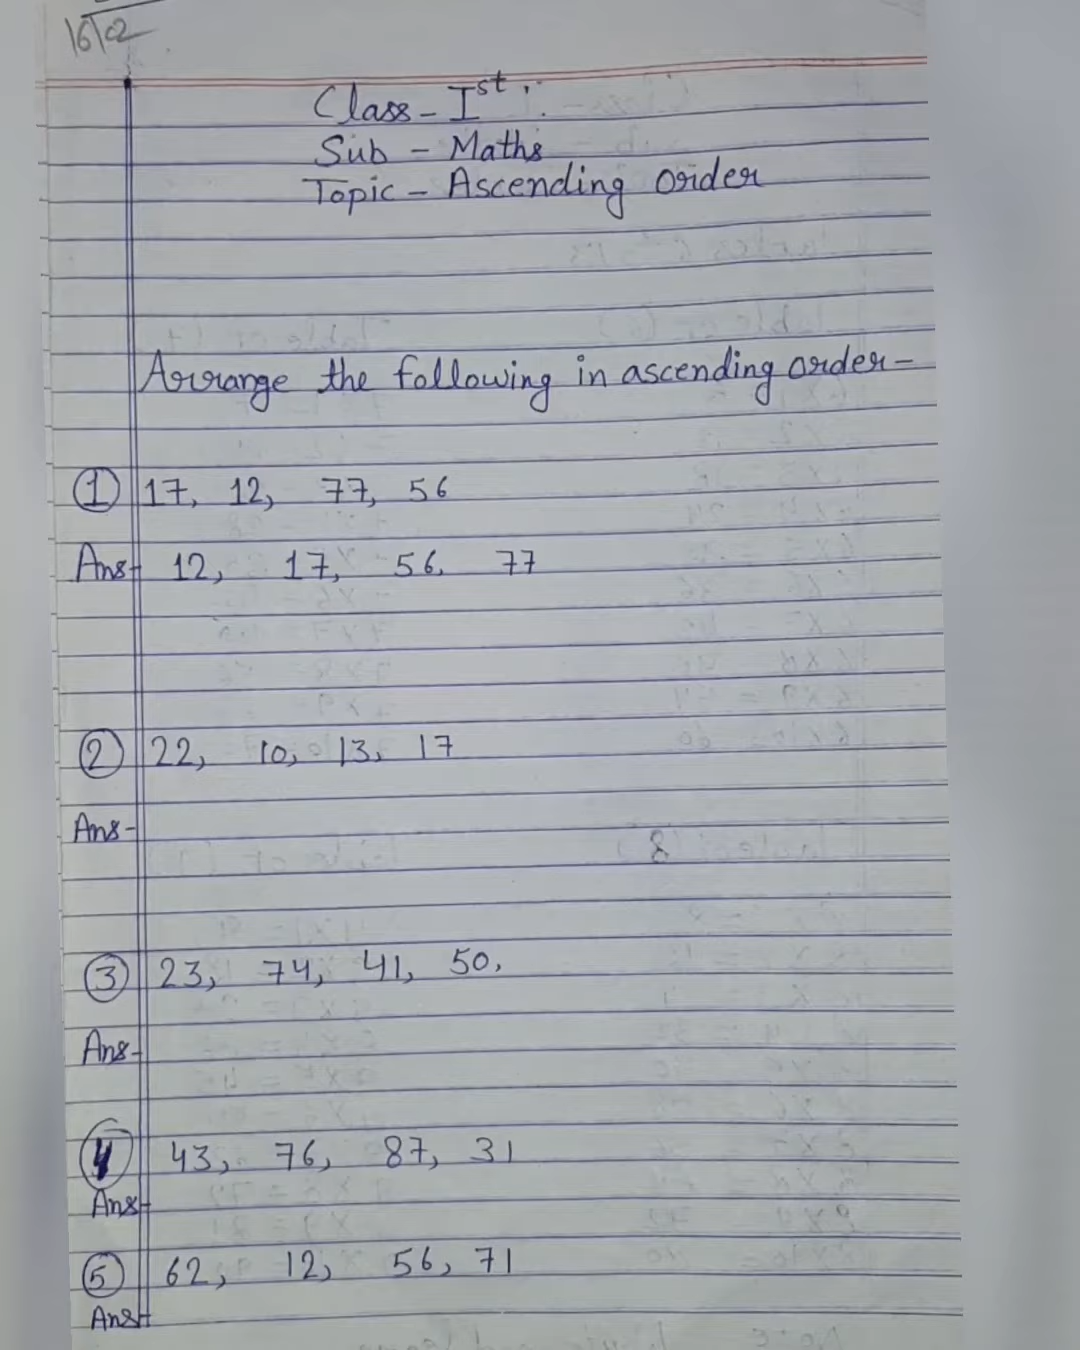 16/02
Class - Ist.
Sub - Maths
Topic - Ascending order
Arrange the following in ascending order -
① 17, 12, 77, 56
Ans- 12, 17, 56, 77
② 22, 10, 13, 17
Ans-
③ 23, 74, 41, 50,
Ans-
④ 43, 76, 87, 31
Ans-
⑤ 62, 12, 56, 71
Ans-